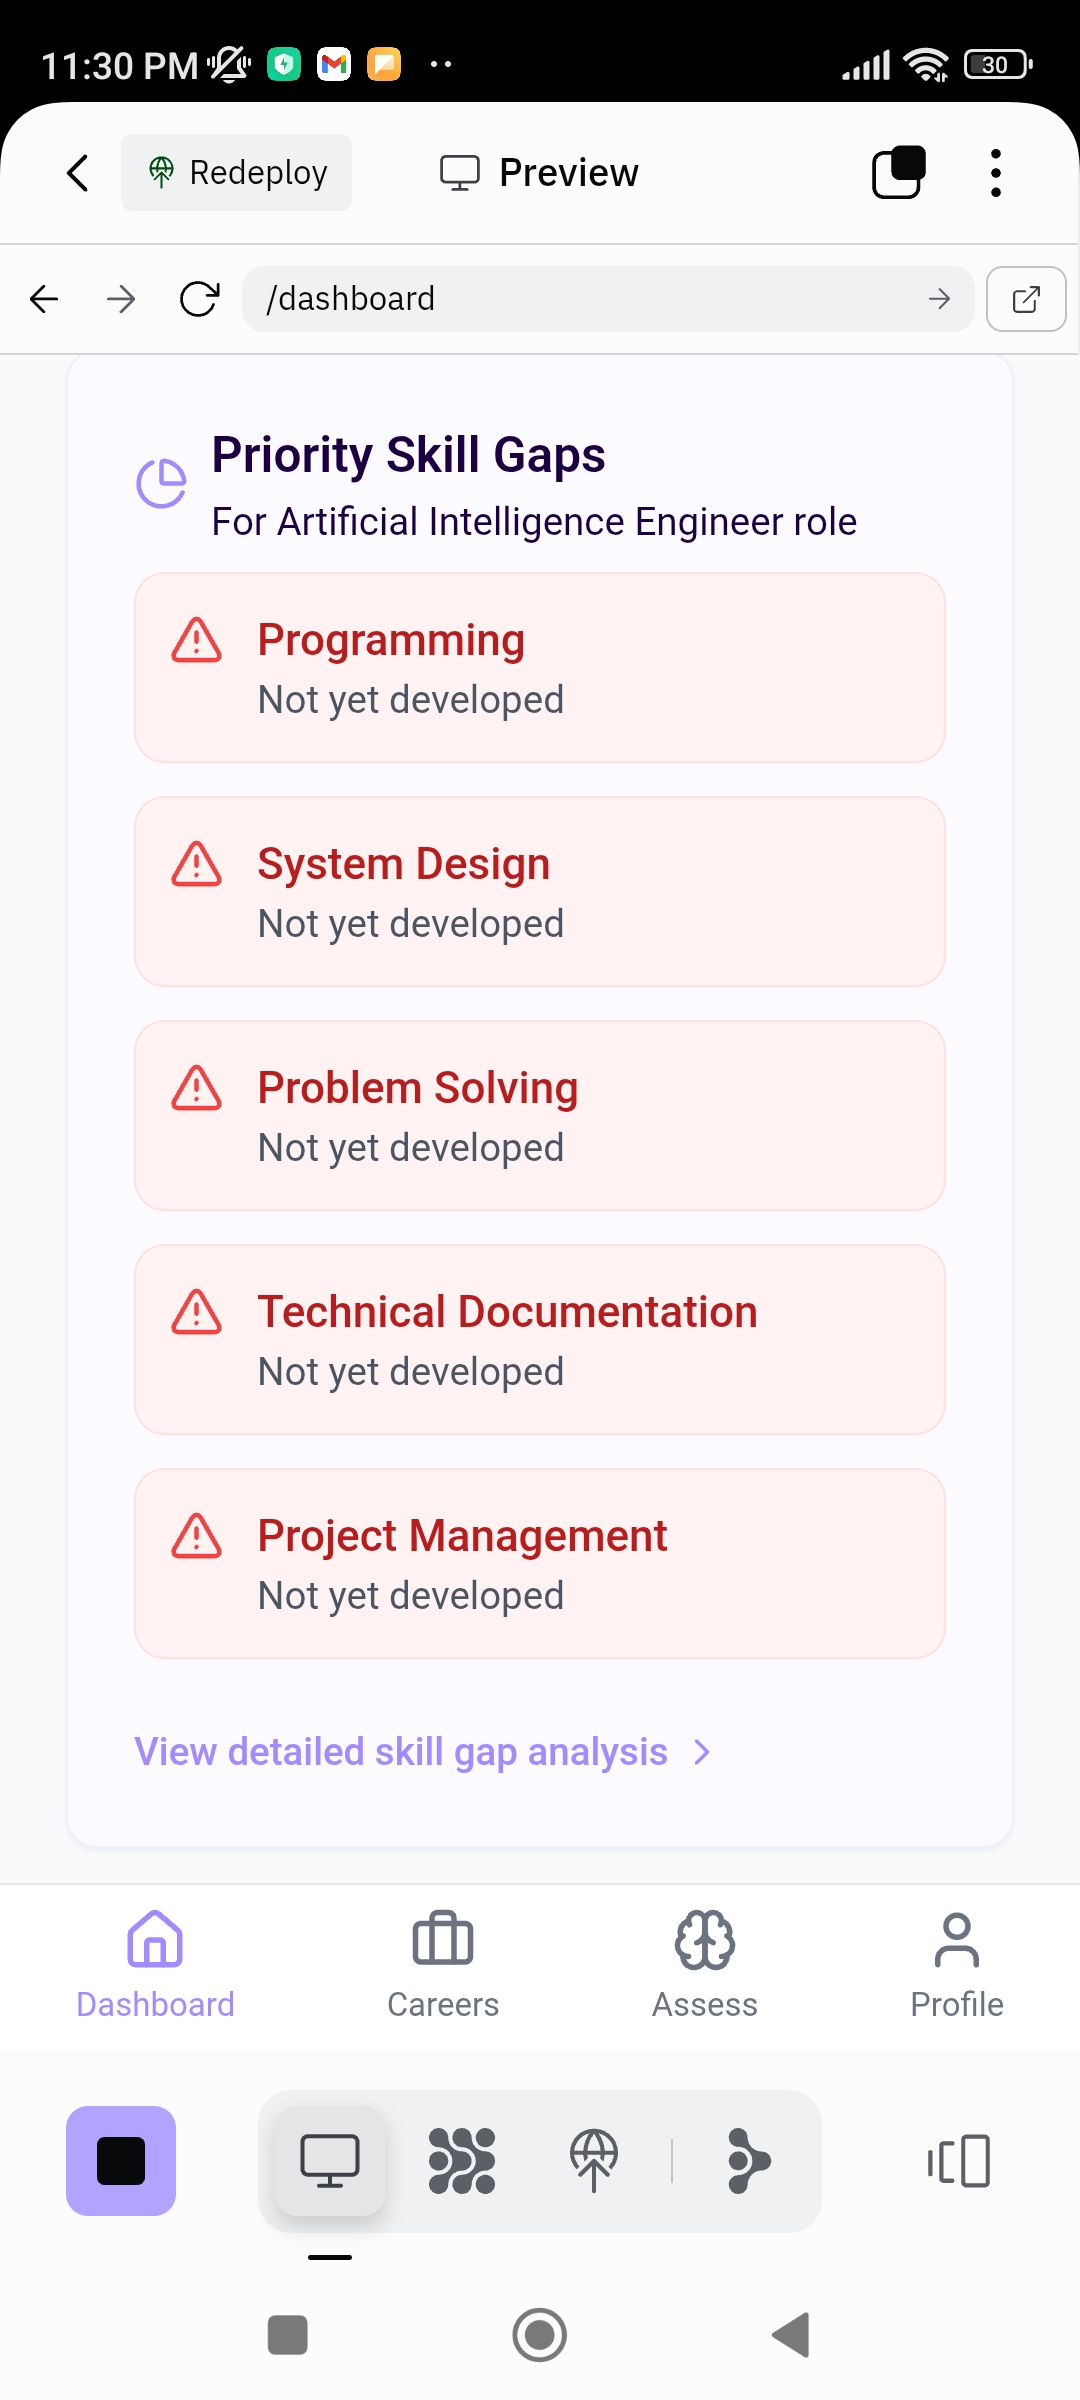 11:30 PM
30
Redeploy
Preview
/dashboard
Priority Skill Gaps
For Artificial Intelligence Engineer role
Programming
Not yet developed
System Design
Not yet developed
Problem Solving
Not yet developed
Technical Documentation
Not yet developed
Project Management
Not yet developed
View detailed skill gap analysis
Dashboard
Careers
Assess
Profile